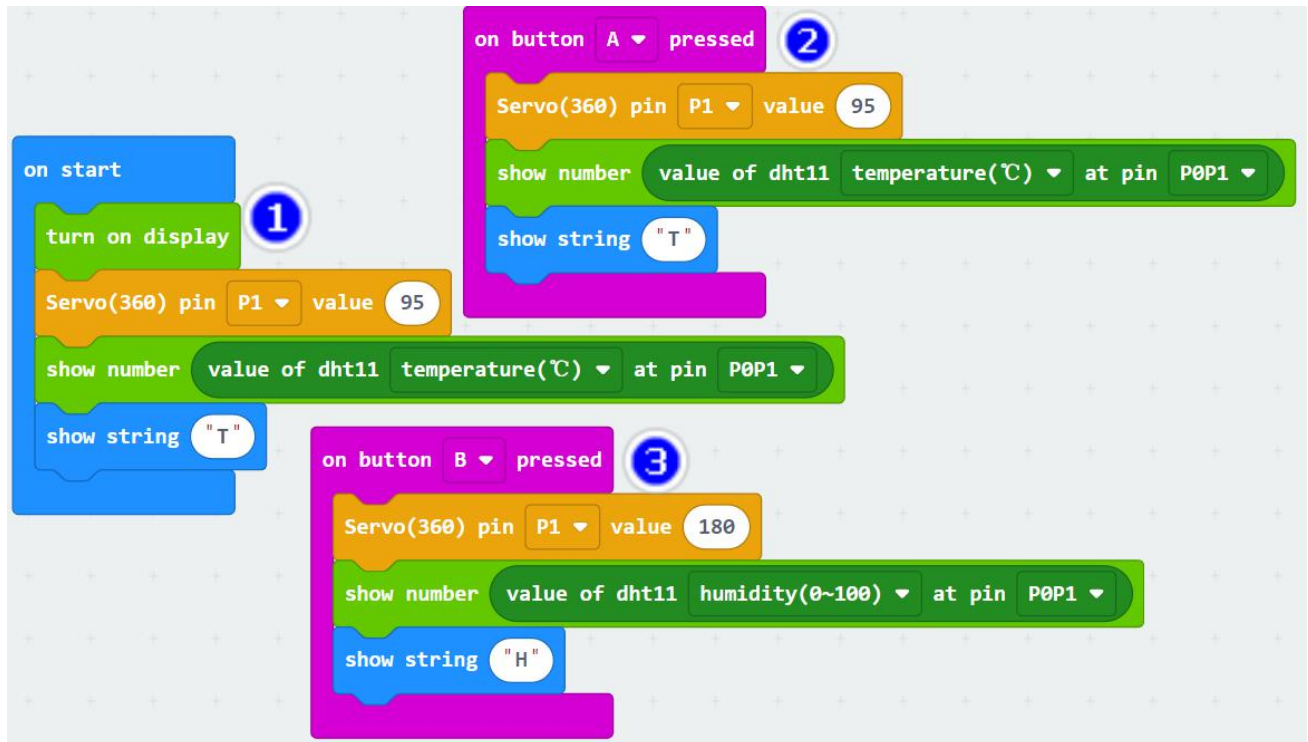 on start
1
turn on display
Servo(360) pin P1 value 95
show number value of dht11 temperature(℃) at pin P0P1
show string "T"
on button A pressed
2
Servo(360) pin P1 value 95
show number value of dht11 temperature(℃) at pin P0P1
show string "T"
on button B pressed
3
Servo(360) pin P1 value 180
show number value of dht11 humidity(0~100) at pin P0P1
show string "H"